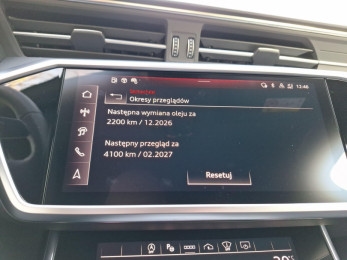 12:46
Okresy przeglądów
Następna wymiana oleju za
2200 km / 12.2026
Następny przegląd za
4100 km / 02.2027
Resetuj